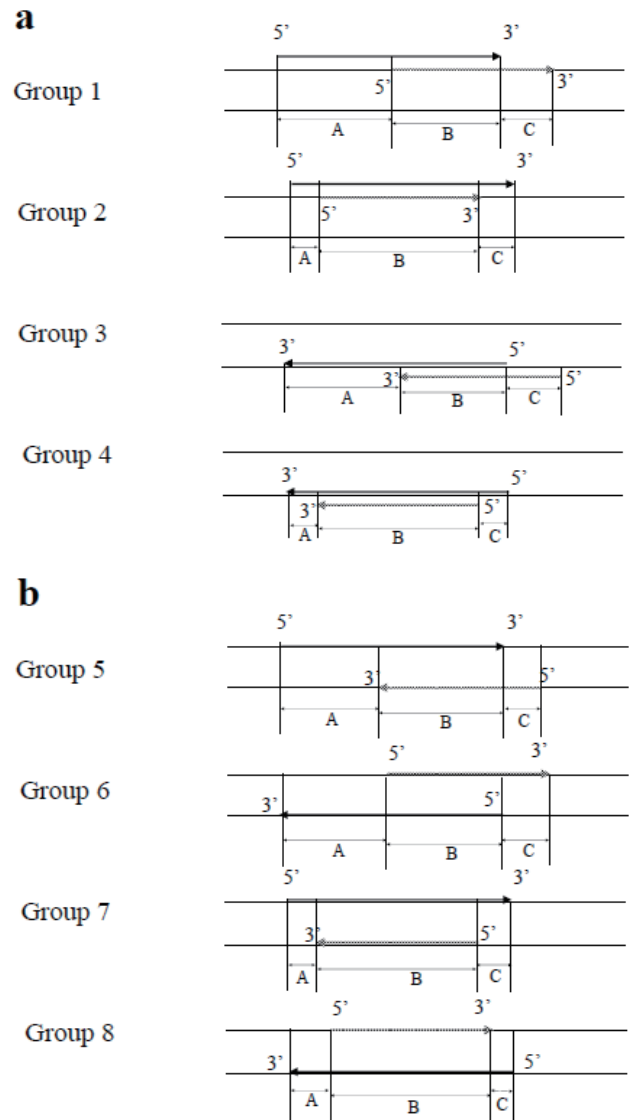 a
5’ 3’
Group 1
5’ 3’
A B C
5’ 3’
Group 2
5’ 3’
A B C
Group 3
3’ 5’
3’ 5’
A B C
Group 4
3’ 5’
3’ 5’
A B C
b
5’ 3’
Group 5
3’ 5’
A B C
5’ 3’
Group 6
3’ 5’
A B C
5’ 3’
Group 7
3’ 5’
A B C
5’ 3’
Group 8
3’ 5’
A B C